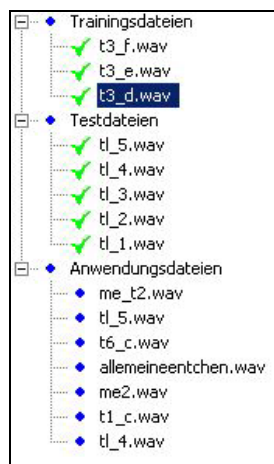 Trainingsdateien
t3_f.wav
t3_e.wav
t3_d.wav
Testdateien
tl_5.wav
tl_4.wav
tl_3.wav
tl_2.wav
tl_1.wav
Anwendungsdateien
me_t2.wav
tl_5.wav
t6_c.wav
allemeineentchen.wav
me2.wav
t1_c.wav
tl_4.wav